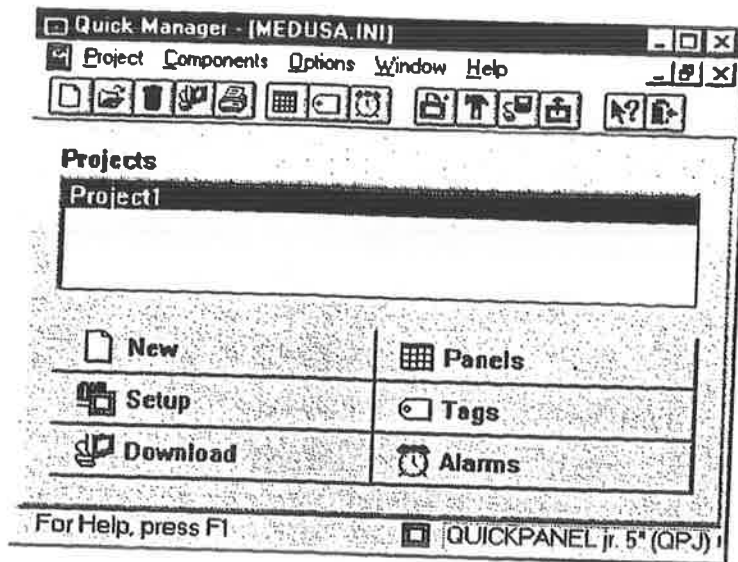 Quick Manager - [MEDUSA.INI]
Project Components Options Window Help
Projects
Project1
New
Panels
Setup
Tags
Download
Alarms
For Help, press F1
QUICKPANEL jr. 5" (QPJ)